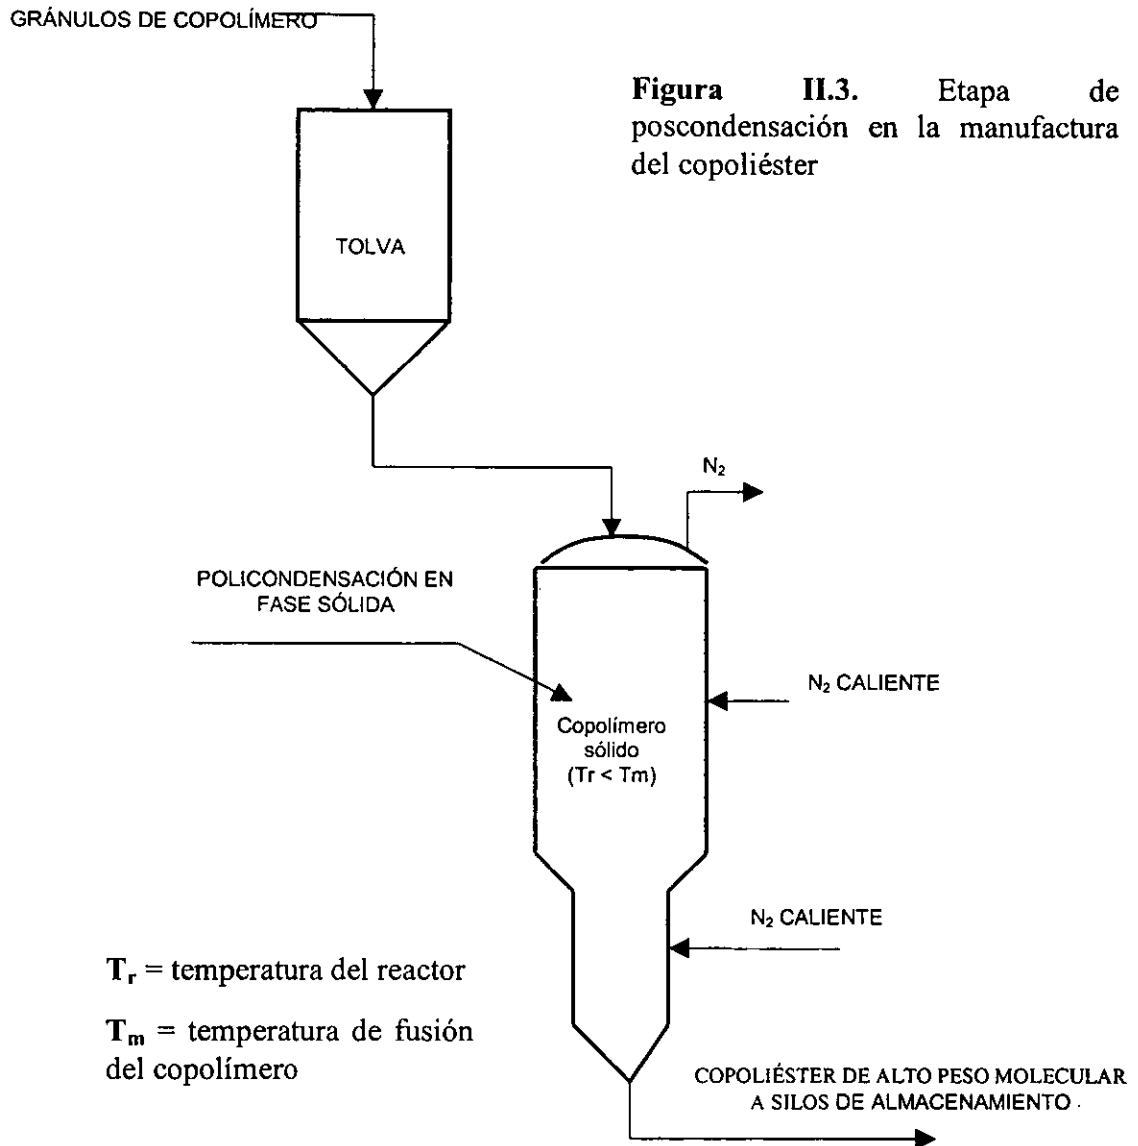 GRÁNULOS DE COPOLÍMERO
Figura II.3. Etapa de
poscondensación en la manufactura
del copoliéster
TOLVA
N₂
POLICONDENSACIÓN EN
FASE SÓLIDA
N₂ CALIENTE
Copolímero
sólido
(Tr < Tm)
N₂ CALIENTE
Tᵣ = temperatura del reactor
Tₘ = temperatura de fusión
del copolímero
COPOLIÉSTER DE ALTO PESO MOLECULAR
A SILOS DE ALMACENAMIENTO